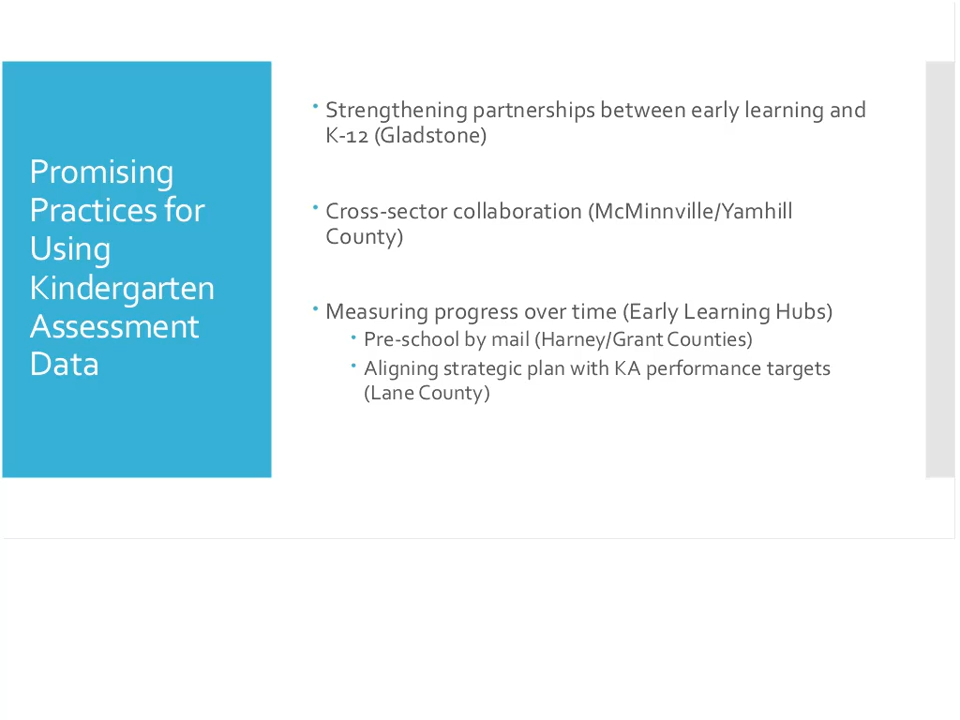 Promising
Practices for
Using
Kindergarten
Assessment
Data
• Strengthening partnerships between early learning and
K-12 (Gladstone)
• Cross-sector collaboration (McMinnville/Yamhill
County)
• Measuring progress over time (Early Learning Hubs)
• Pre-school by mail (Harney/Grant Counties)
• Aligning strategic plan with KA performance targets
(Lane County)